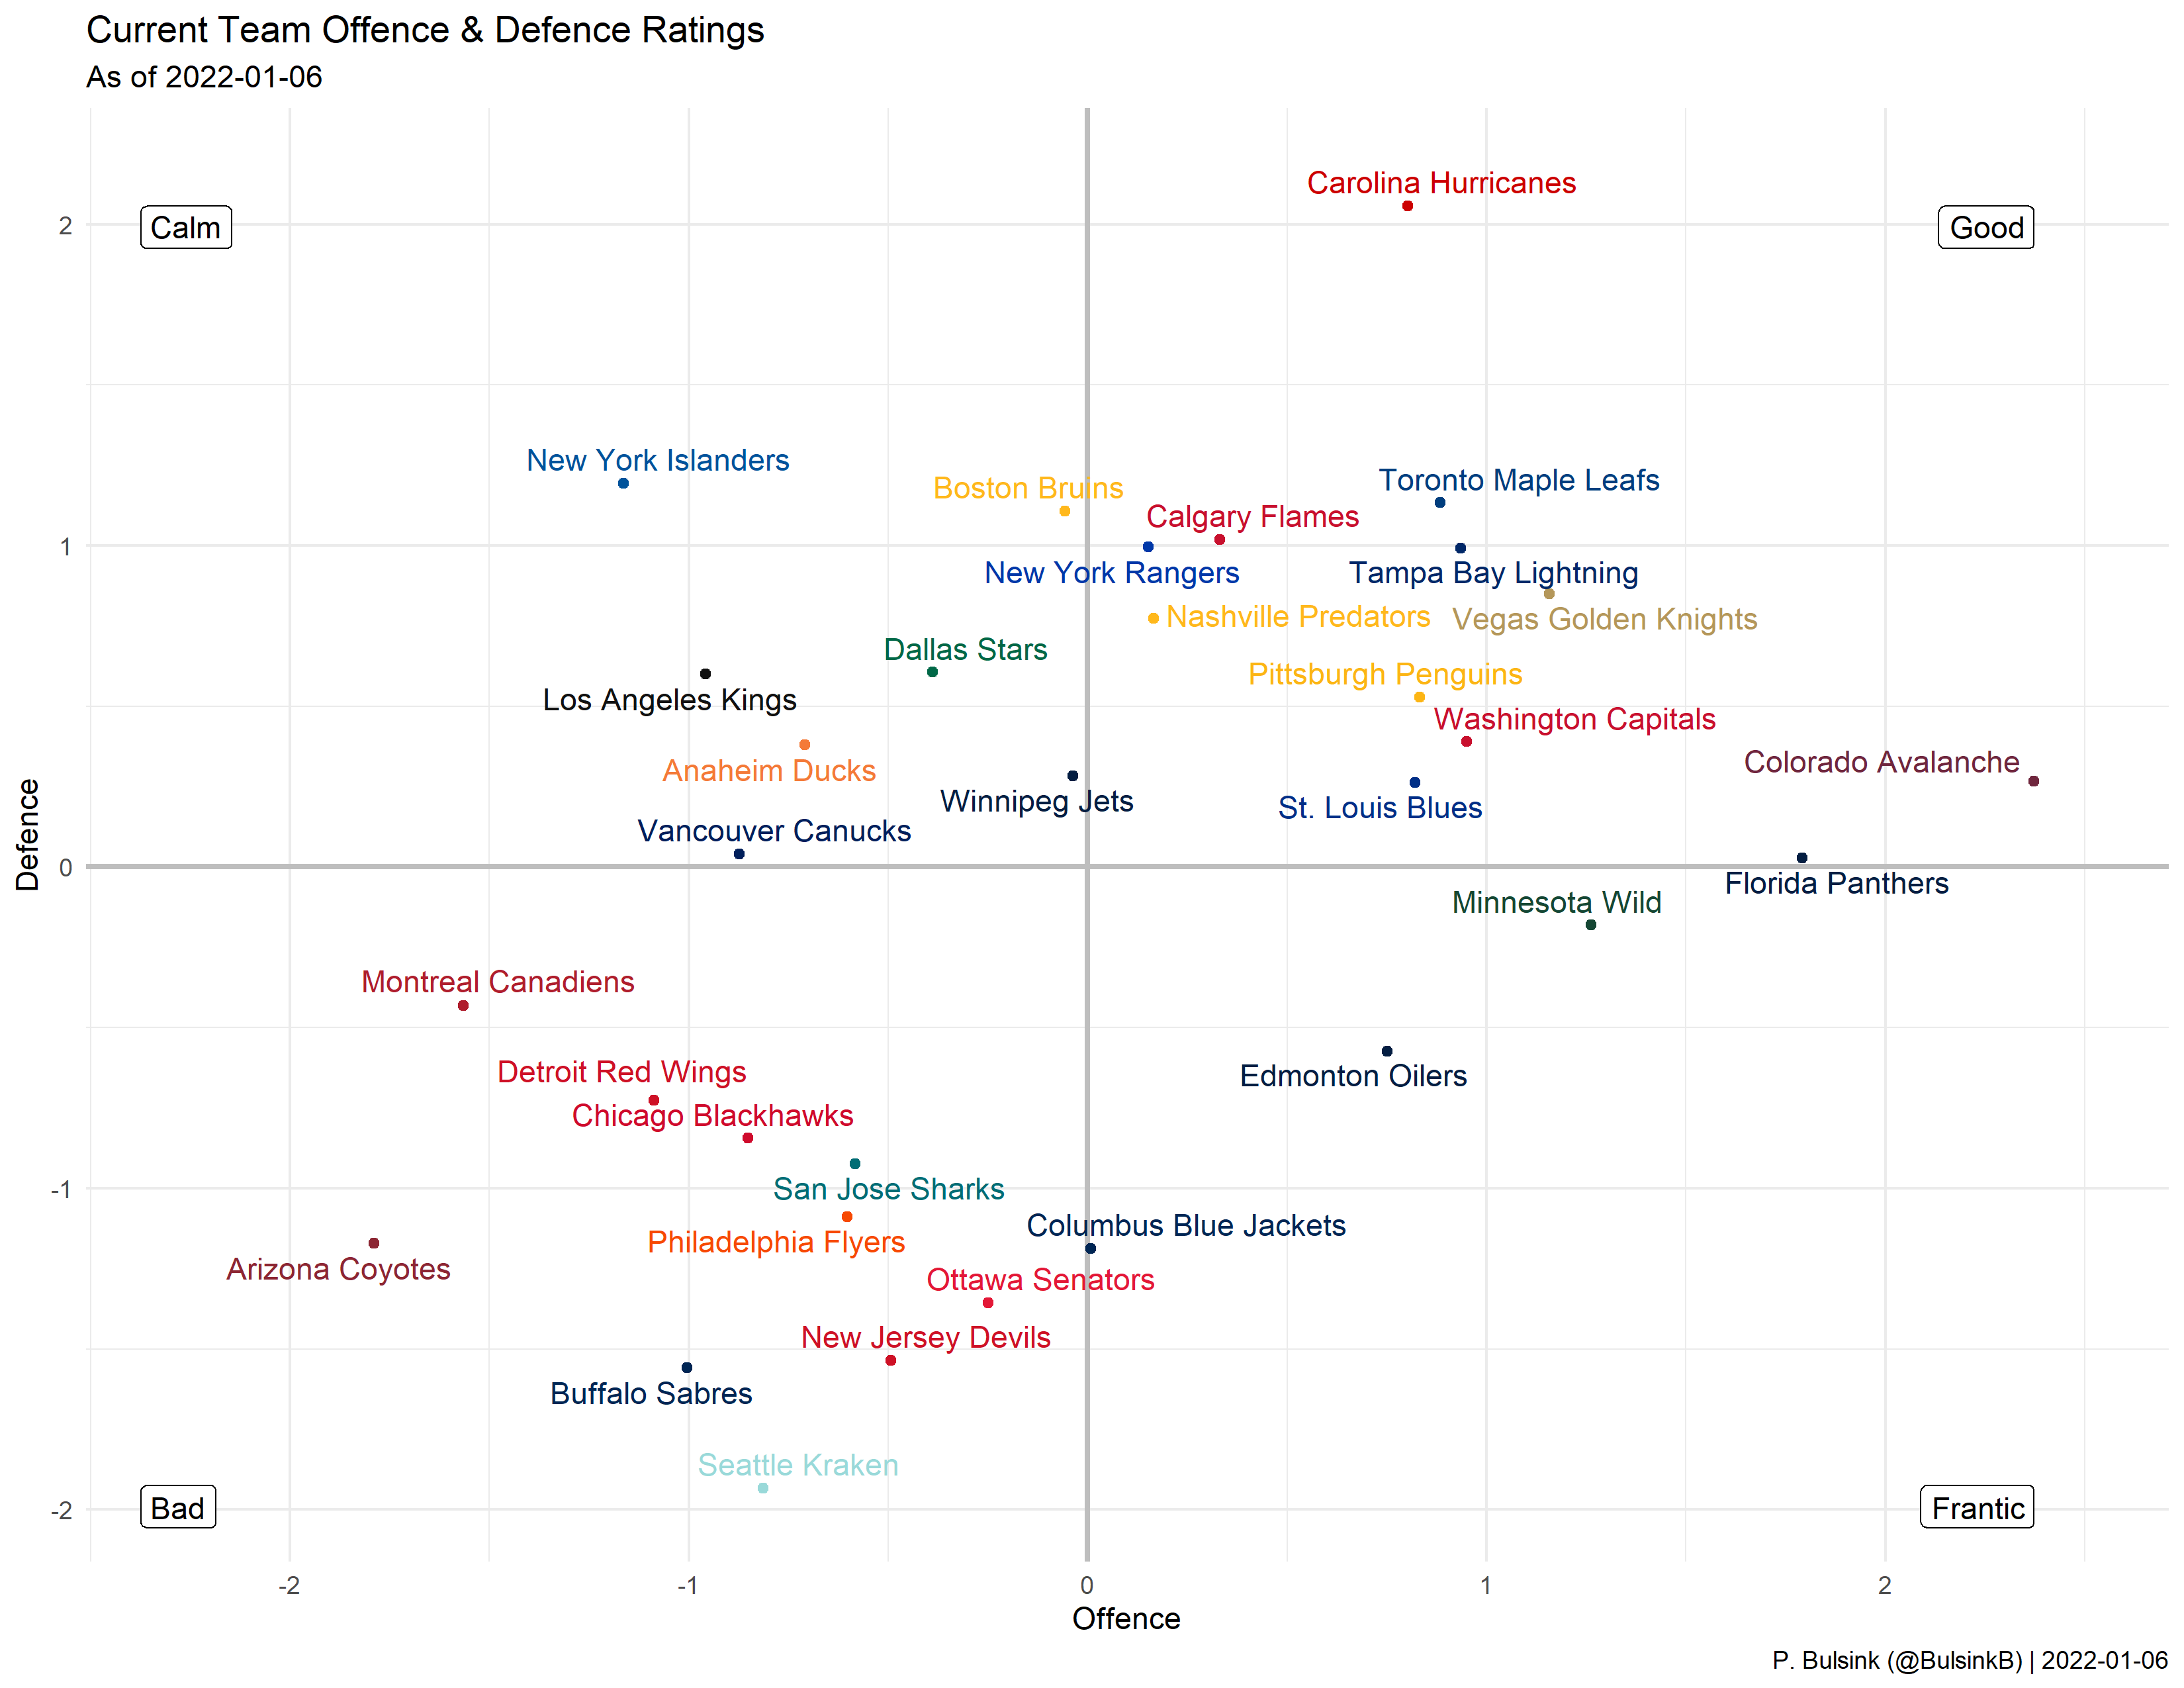 Current Team Offence & Defence Ratings
As of 2022-01-06
Carolina Hurricanes
2
Calm
Good
New York Islanders
Boston Bruins
Toronto Maple Leafs
Calgary Flames
1
New York Rangers
Tampa Bay Lightning
Nashville Predators
Vegas Golden Knights
Dallas Stars
Pittsburgh Penguins
Los Angeles Kings
Washington Capitals
Colorado Avalanche
Anaheim Ducks
Winnipeg Jets
St. Louis Blues
Vancouver Canucks
Defence
0
Florida Panthers
Minnesota Wild
Montreal Canadiens
Detroit Red Wings
Edmonton Oilers
Chicago Blackhawks
-1
San Jose Sharks
Columbus Blue Jackets
Philadelphia Flyers
Arizona Coyotes
Ottawa Senators
New Jersey Devils
Buffalo Sabres
Seattle Kraken
-2
Bad
Frantic
-2
-1
0
1
2
Offence
P. Bulsink (@BulsinkB) | 2022-01-06